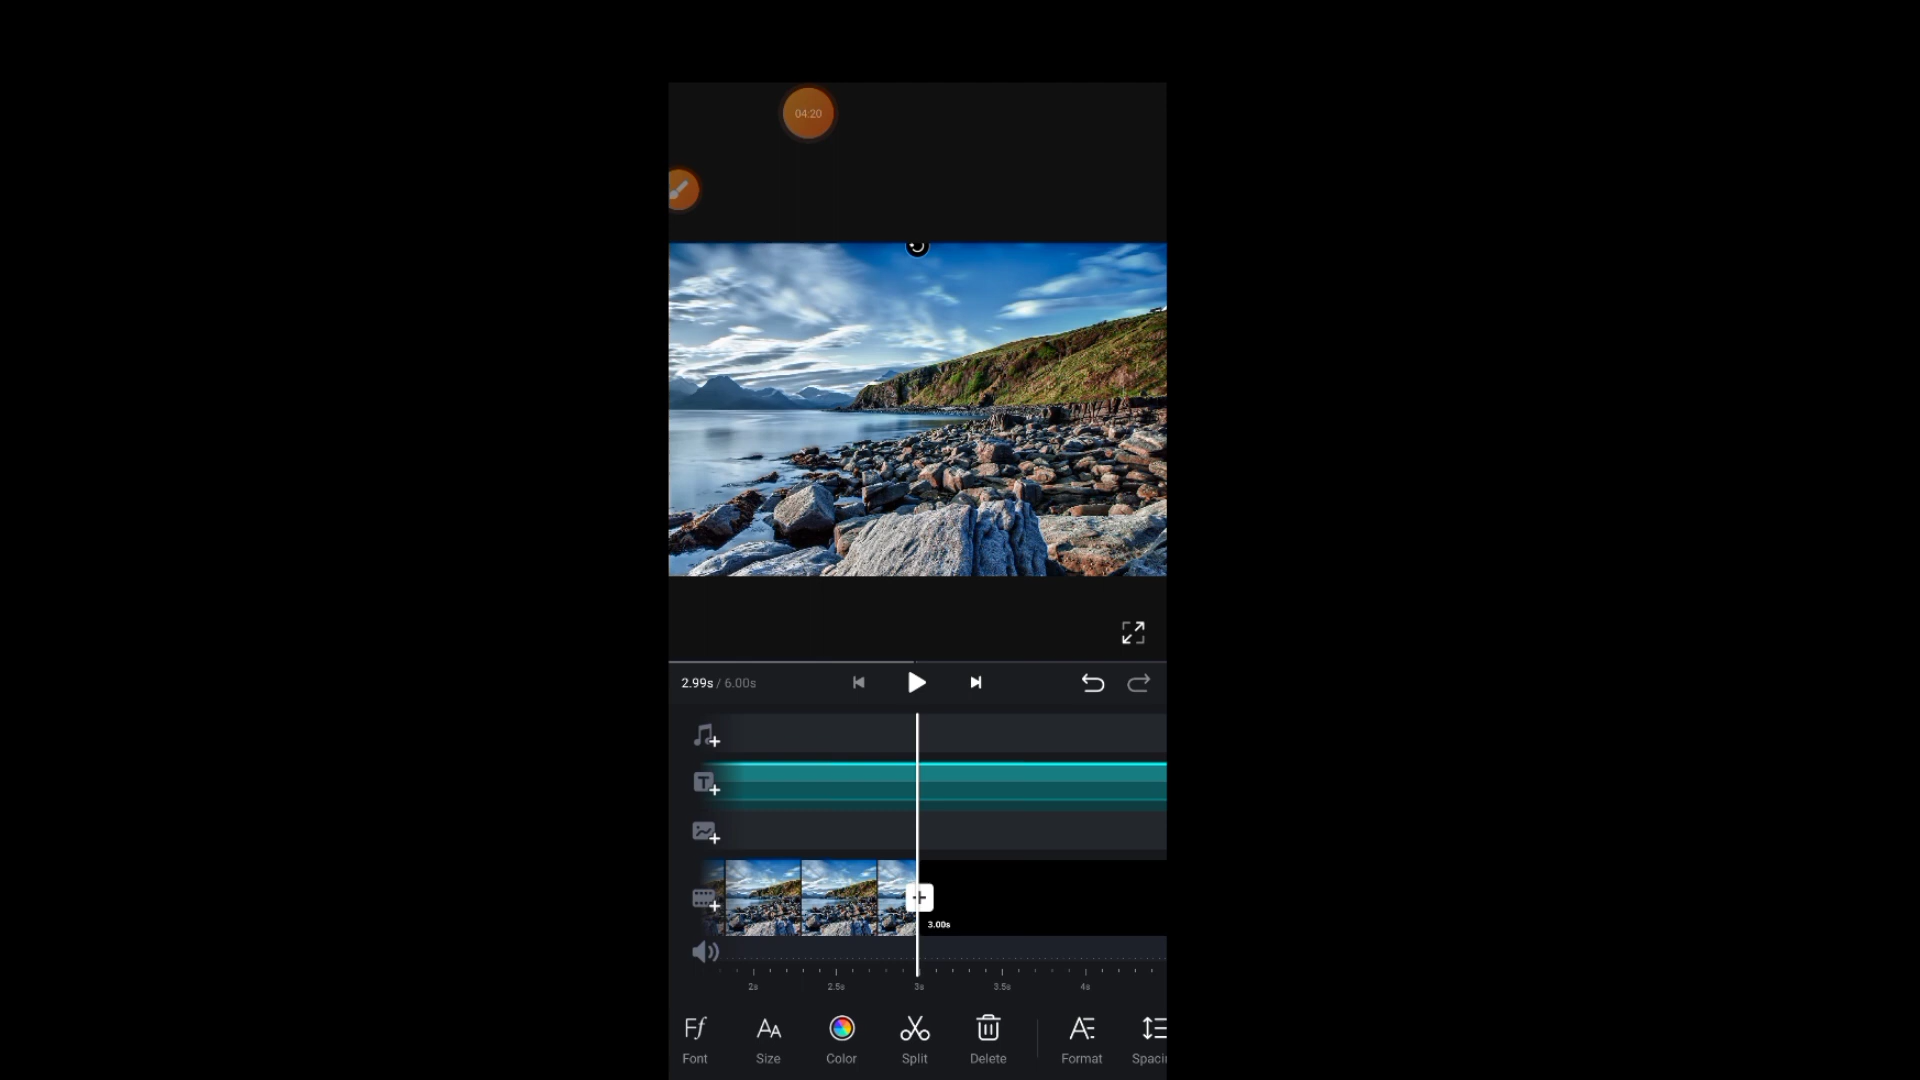 04:20
2.99s / 6.00s
T
3.00s
2s 2.5s 3s 3.5s 4s
Ff AA
Font Size Color Split Delete Format Spaci